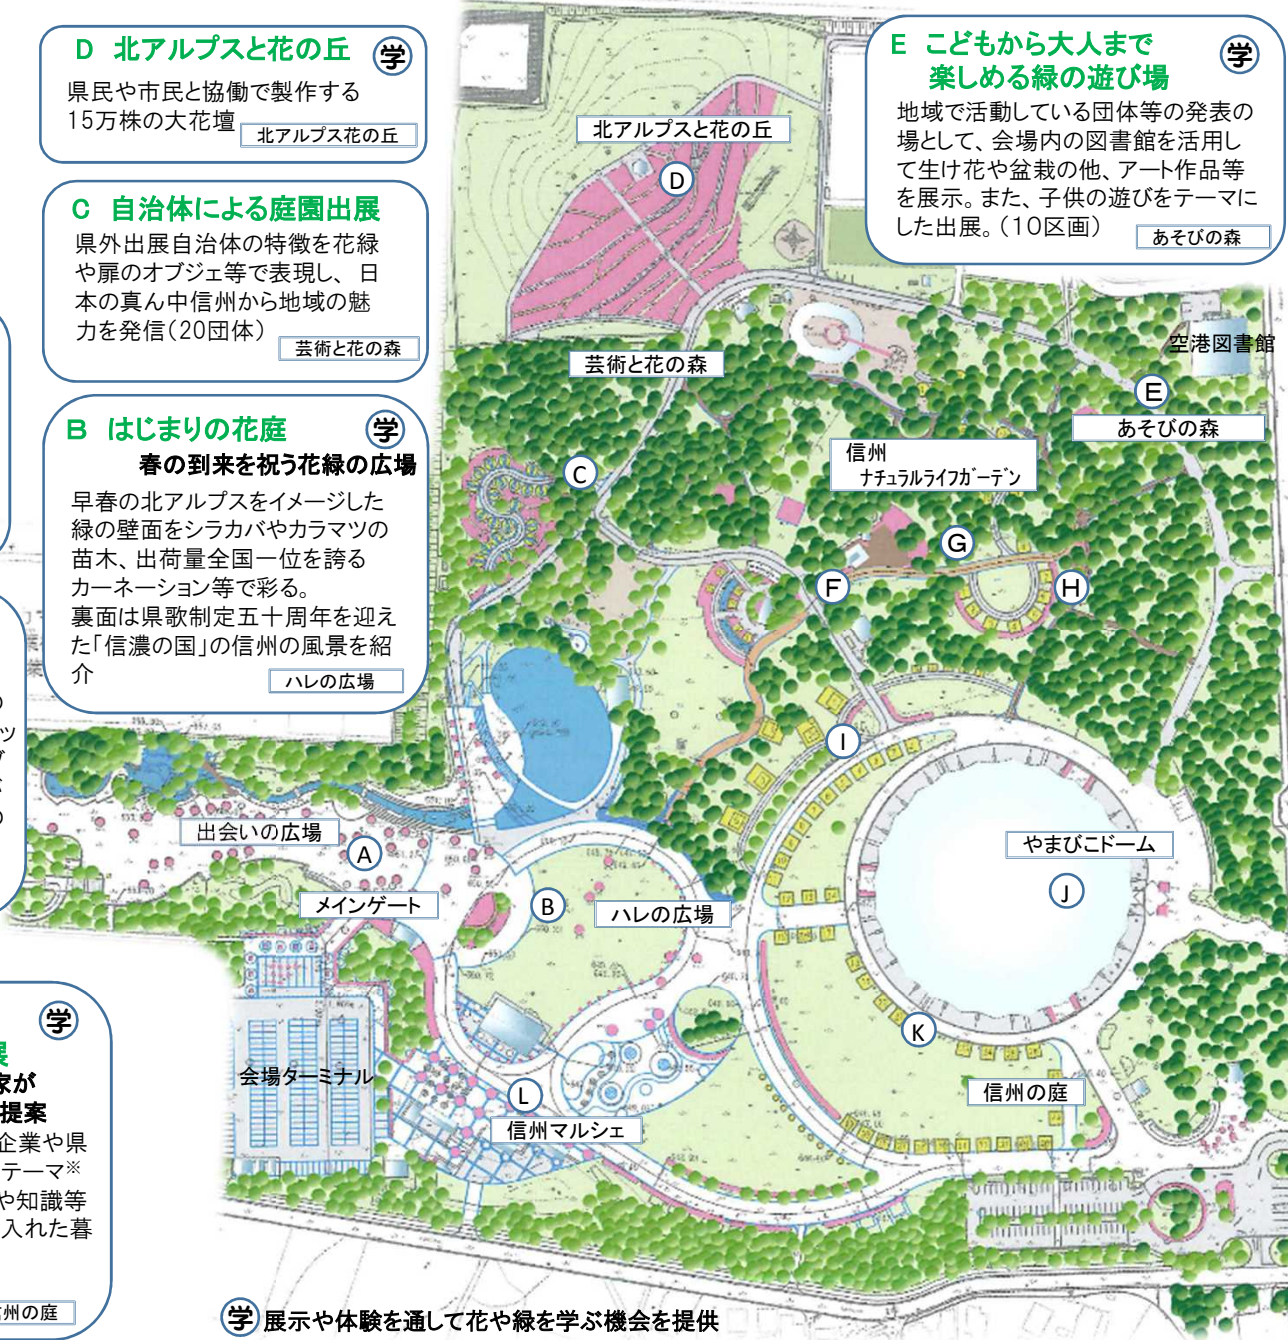 D 北アルプスと花の丘 学
県民や市民と協働で製作する
15万株の大花壇
北アルプス花の丘
C 自治体による庭園出展
県外出展自治体の特徴を花緑
や扉のオブジェ等で表現し、日
本の真ん中信州から地域の魅
力を発信(20団体)
芸術と花の森
B はじまりの花庭 学
春の到来を祝う花緑の広場
早春の北アルプスをイメージした
緑の壁面をシラカバやカラマツの
苗木、出荷量全国一位を誇る
カーネーション等で彩る。
裏面は県歌制定五十周年を迎え
た「信濃の国」の信州の風景を紹
介
ハレの広場
E こどもから大人まで 学
楽しめる緑の遊び場
地域で活動している団体等の発表の
場として、会場内の図書館を活用し
て生け花や盆栽の他、アート作品等
を展示。また、子供の遊びをテーマに
した出展。(10区画)
あそびの森
北アルプスと花の丘
D
芸術と花の森
空港図書館
E
あそびの森
信州
ナチュラルライフガーデン
C
G
F
H
I
出会いの広場
A
メインゲート
B
ハレの広場
やまびこドーム
J
K
会場ターミナル
L
信州マルシェ
信州の庭
の
ッ
の
学
展
家が
提案
企業や県
テーマ※
や知識等
入れた暮
州の庭
学 展示や体験を通して花や緑を学ぶ機会を提供